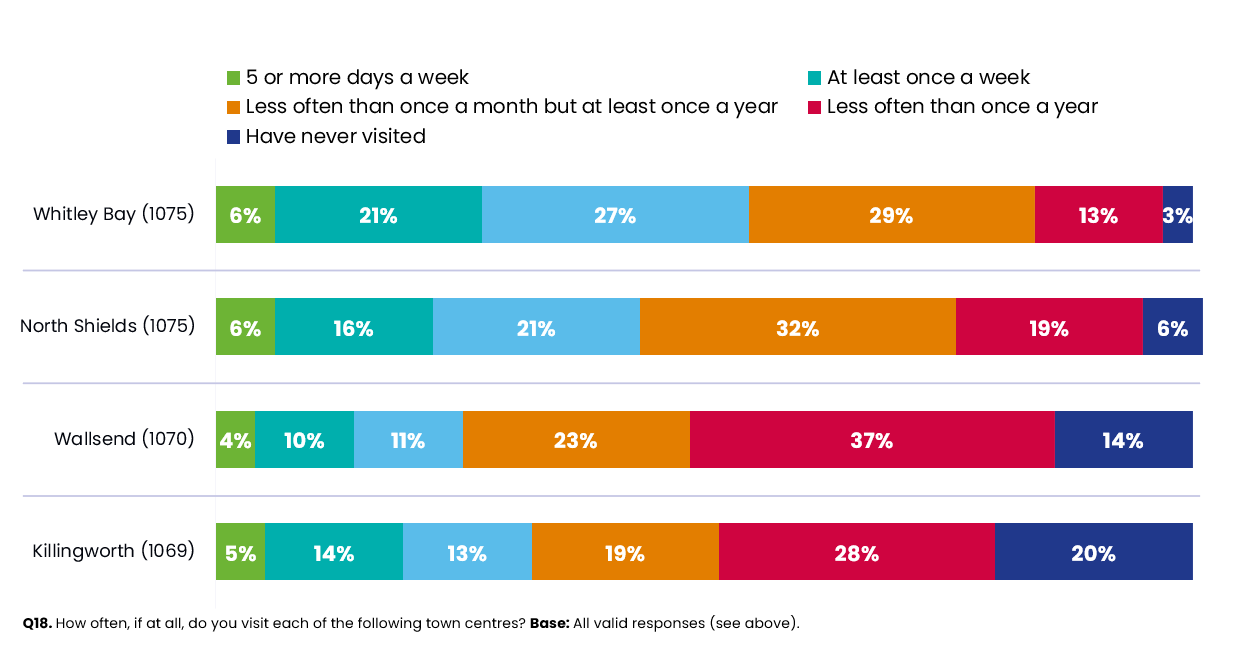 5 or more days a week
At least once a week
Less often than once a month but at least once a year
Less often than once a year
Have never visited
Whitley Bay (1075)
6% 21% 27% 29% 13% 3%
North Shields (1075)
6% 16% 21% 32% 19% 6%
Wallsend (1070)
4% 10% 11% 23% 37% 14%
Killingworth (1069)
5% 14% 13% 19% 28% 20%
Q18. How often, if at all, do you visit each of the following town centres? Base: All valid responses (see above).